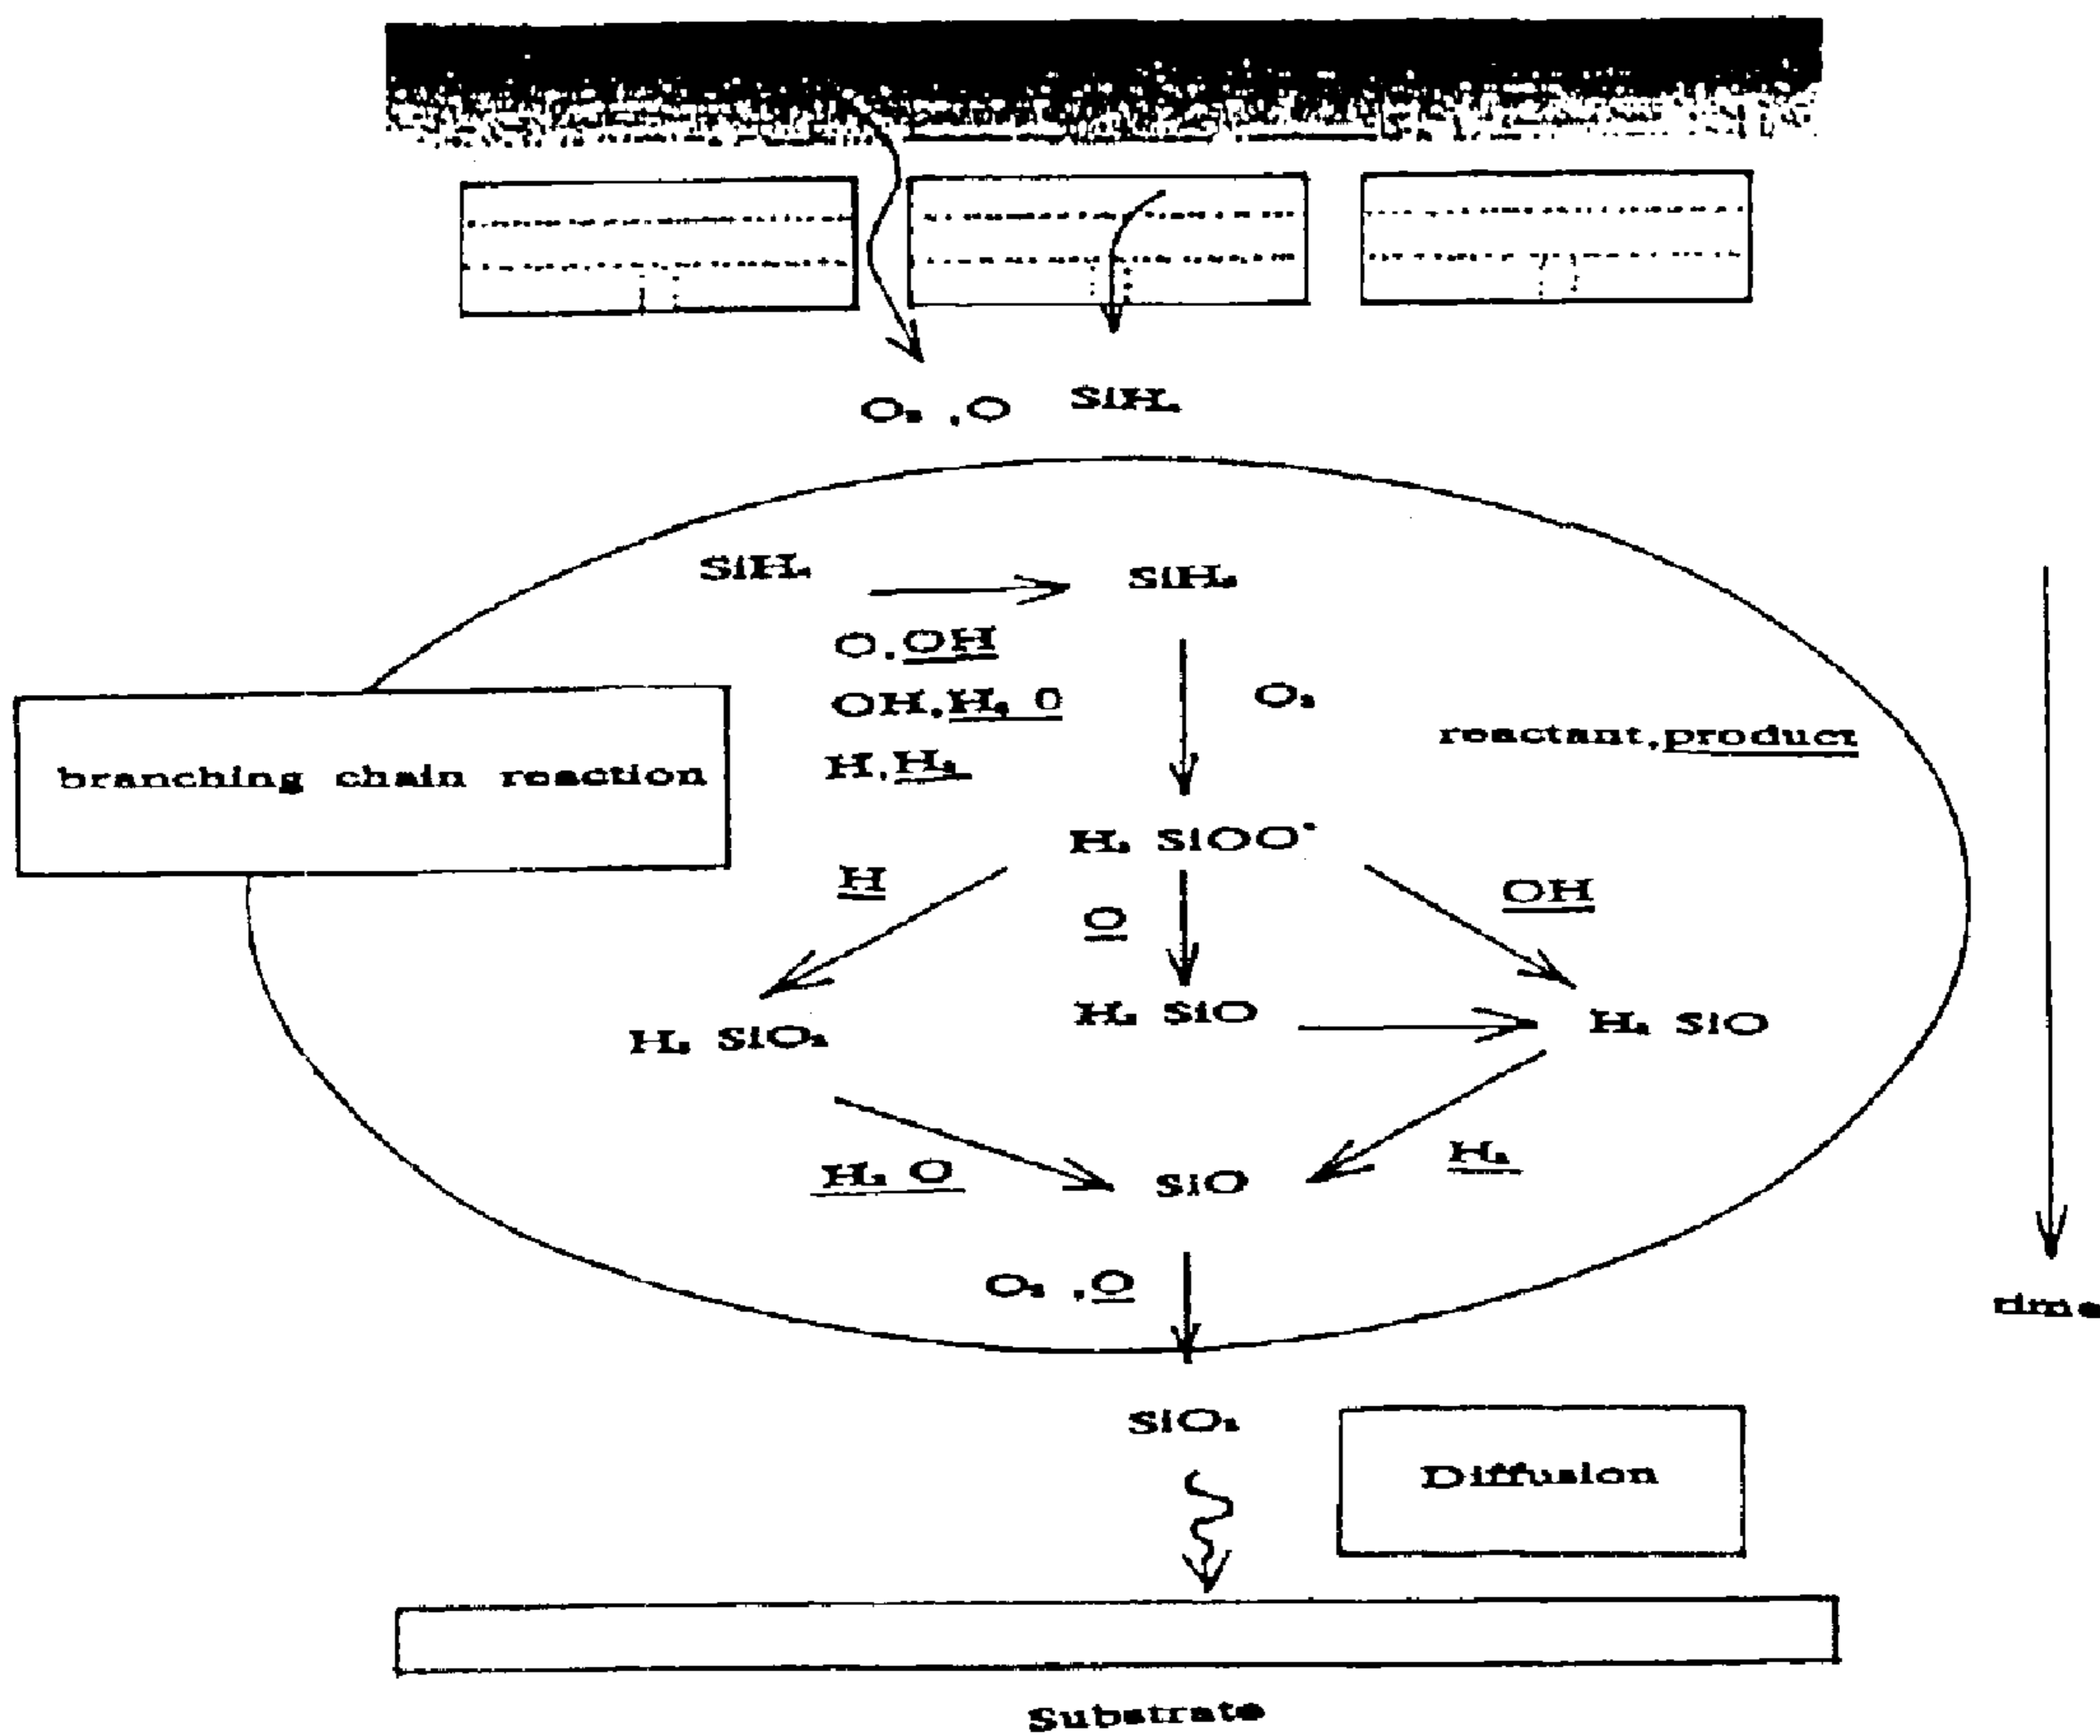 O₂ ,O SiH₄
SiH₄ SiH₃
O.OH
OH.H₂ O
O₂
reactant.product
H.H₂
branching chain reaction
H₃ SiOO*
H
O
OH
H₂ SiO₂
H₃ SiO
H₂ SiO
H₂ O
SiO
H₂
O₂ ,O
time
SiO₂
Diffusion
Substrate